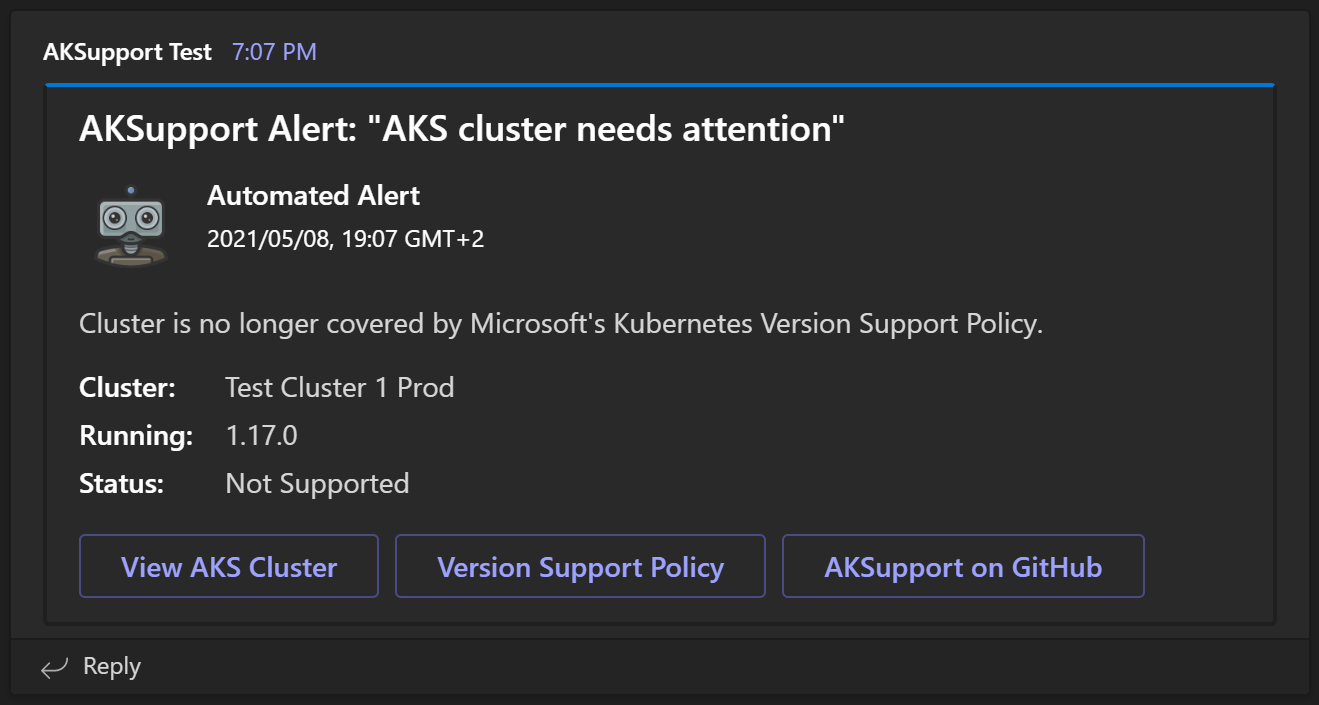 AKSupport Test 7:07 PM
AKSupport Alert: "AKS cluster needs attention"
Automated Alert
2021/05/08, 19:07 GMT+2
Cluster is no longer covered by Microsoft's Kubernetes Version Support Policy.
Cluster: Test Cluster 1 Prod
Running: 1.17.0
Status: Not Supported
View AKS Cluster Version Support Policy AKSupport on GitHub
Reply